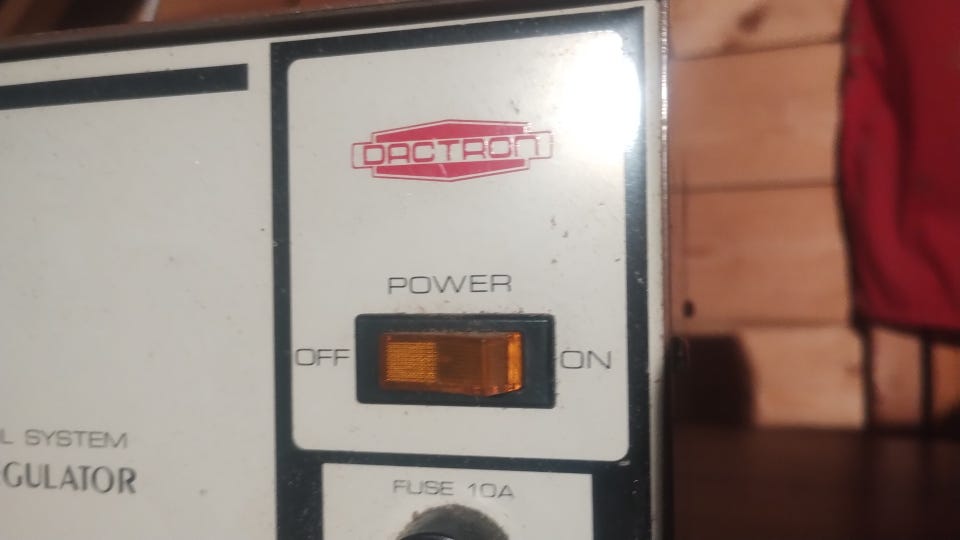 DACTRON
POWER
OFF ON
L SYSTEM
GULATOR
FUSE 10A